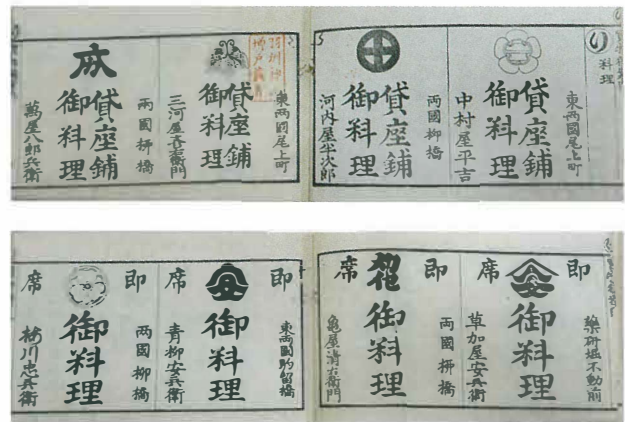 料理
東両國尾上町
貸座鋪
御料理
中村屋平吉
両國柳橋
貸座鋪
御料理
河内屋半次郎
東両國尾上町
貸座鋪
御料理
三河屋
衛門
両國柳橋
貸座鋪
御料理
萬屋八郎兵衛
藥研堀不動前
即席
御料理
草加屋安兵衛
両國柳橋
即席
御料理
亀屋清右衛門
東両國
留橋
即席
御料理
青柳安兵衛
両國柳橋
即席
御料理
梅川忠兵衛